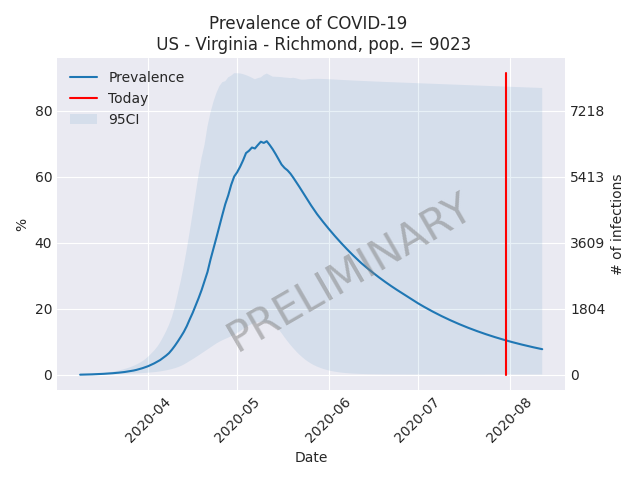 Prevalence of COVID-19
US - Virginia - Richmond, pop. = 9023
Prevalence
Today
95CI
%
80
60
40
20
0
7218
5413
3609
1804
0
# of infections
PRELIMINARY
2020-04
2020-05
2020-06
2020-07
2020-08
Date